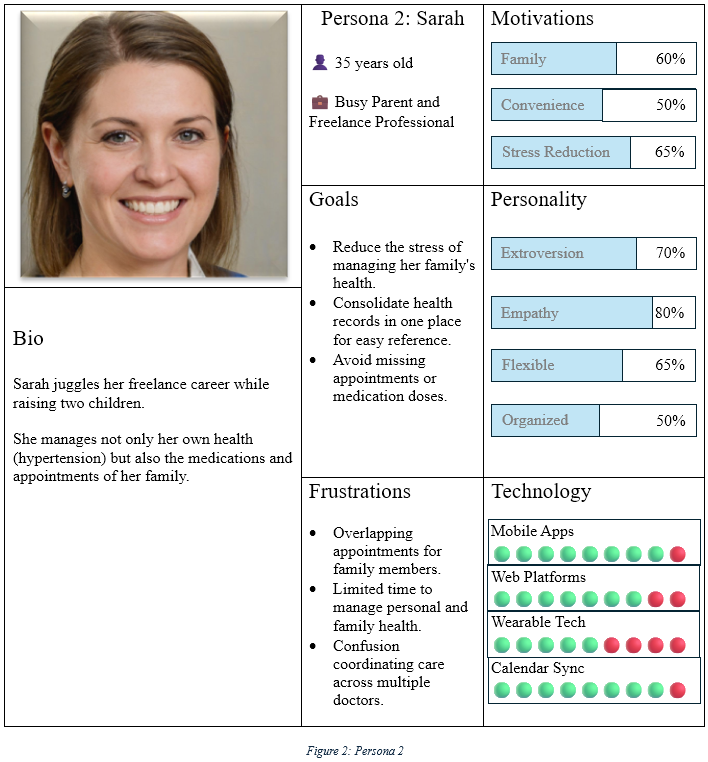 Persona 2: Sarah
35 years old
Busy Parent and
Freelance Professional
Motivations
Family 60%
Convenience 50%
Stress Reduction 65%
Bio
Sarah juggles her freelance career while
raising two children.
She manages not only her own health
(hypertension) but also the medications and
appointments of her family.
Goals
• Reduce the stress of
managing her family's
health.
• Consolidate health
records in one place
for easy reference.
• Avoid missing
appointments or
medication doses.
Personality
Extroversion 70%
Empathy 80%
Flexible 65%
Organized 50%
Frustrations
• Overlapping
appointments for
family members.
• Limited time to
manage personal and
family health.
• Confusion
coordinating care
across multiple
doctors.
Technology
Mobile Apps
Web Platforms
Wearable Tech
Calendar Sync
Figure 2: Persona 2